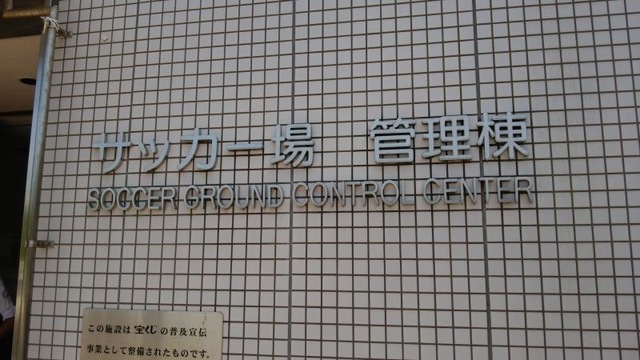 サッカー場 管理棟
SOCCER GROUND CONTROL CENTER
この施設は宝くじの普及宣伝
事業として整備されたものです。